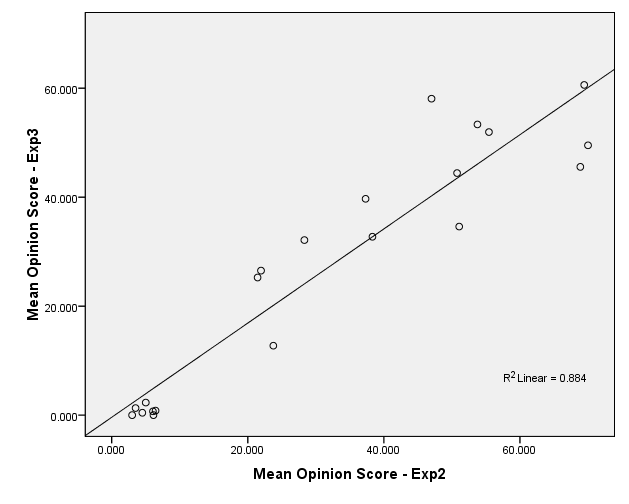 60.000
40.000
20.000
0.000
Mean Opinion Score - Exp3
R2 Linear = 0.884
0.000 20.000 40.000 60.000
Mean Opinion Score - Exp2